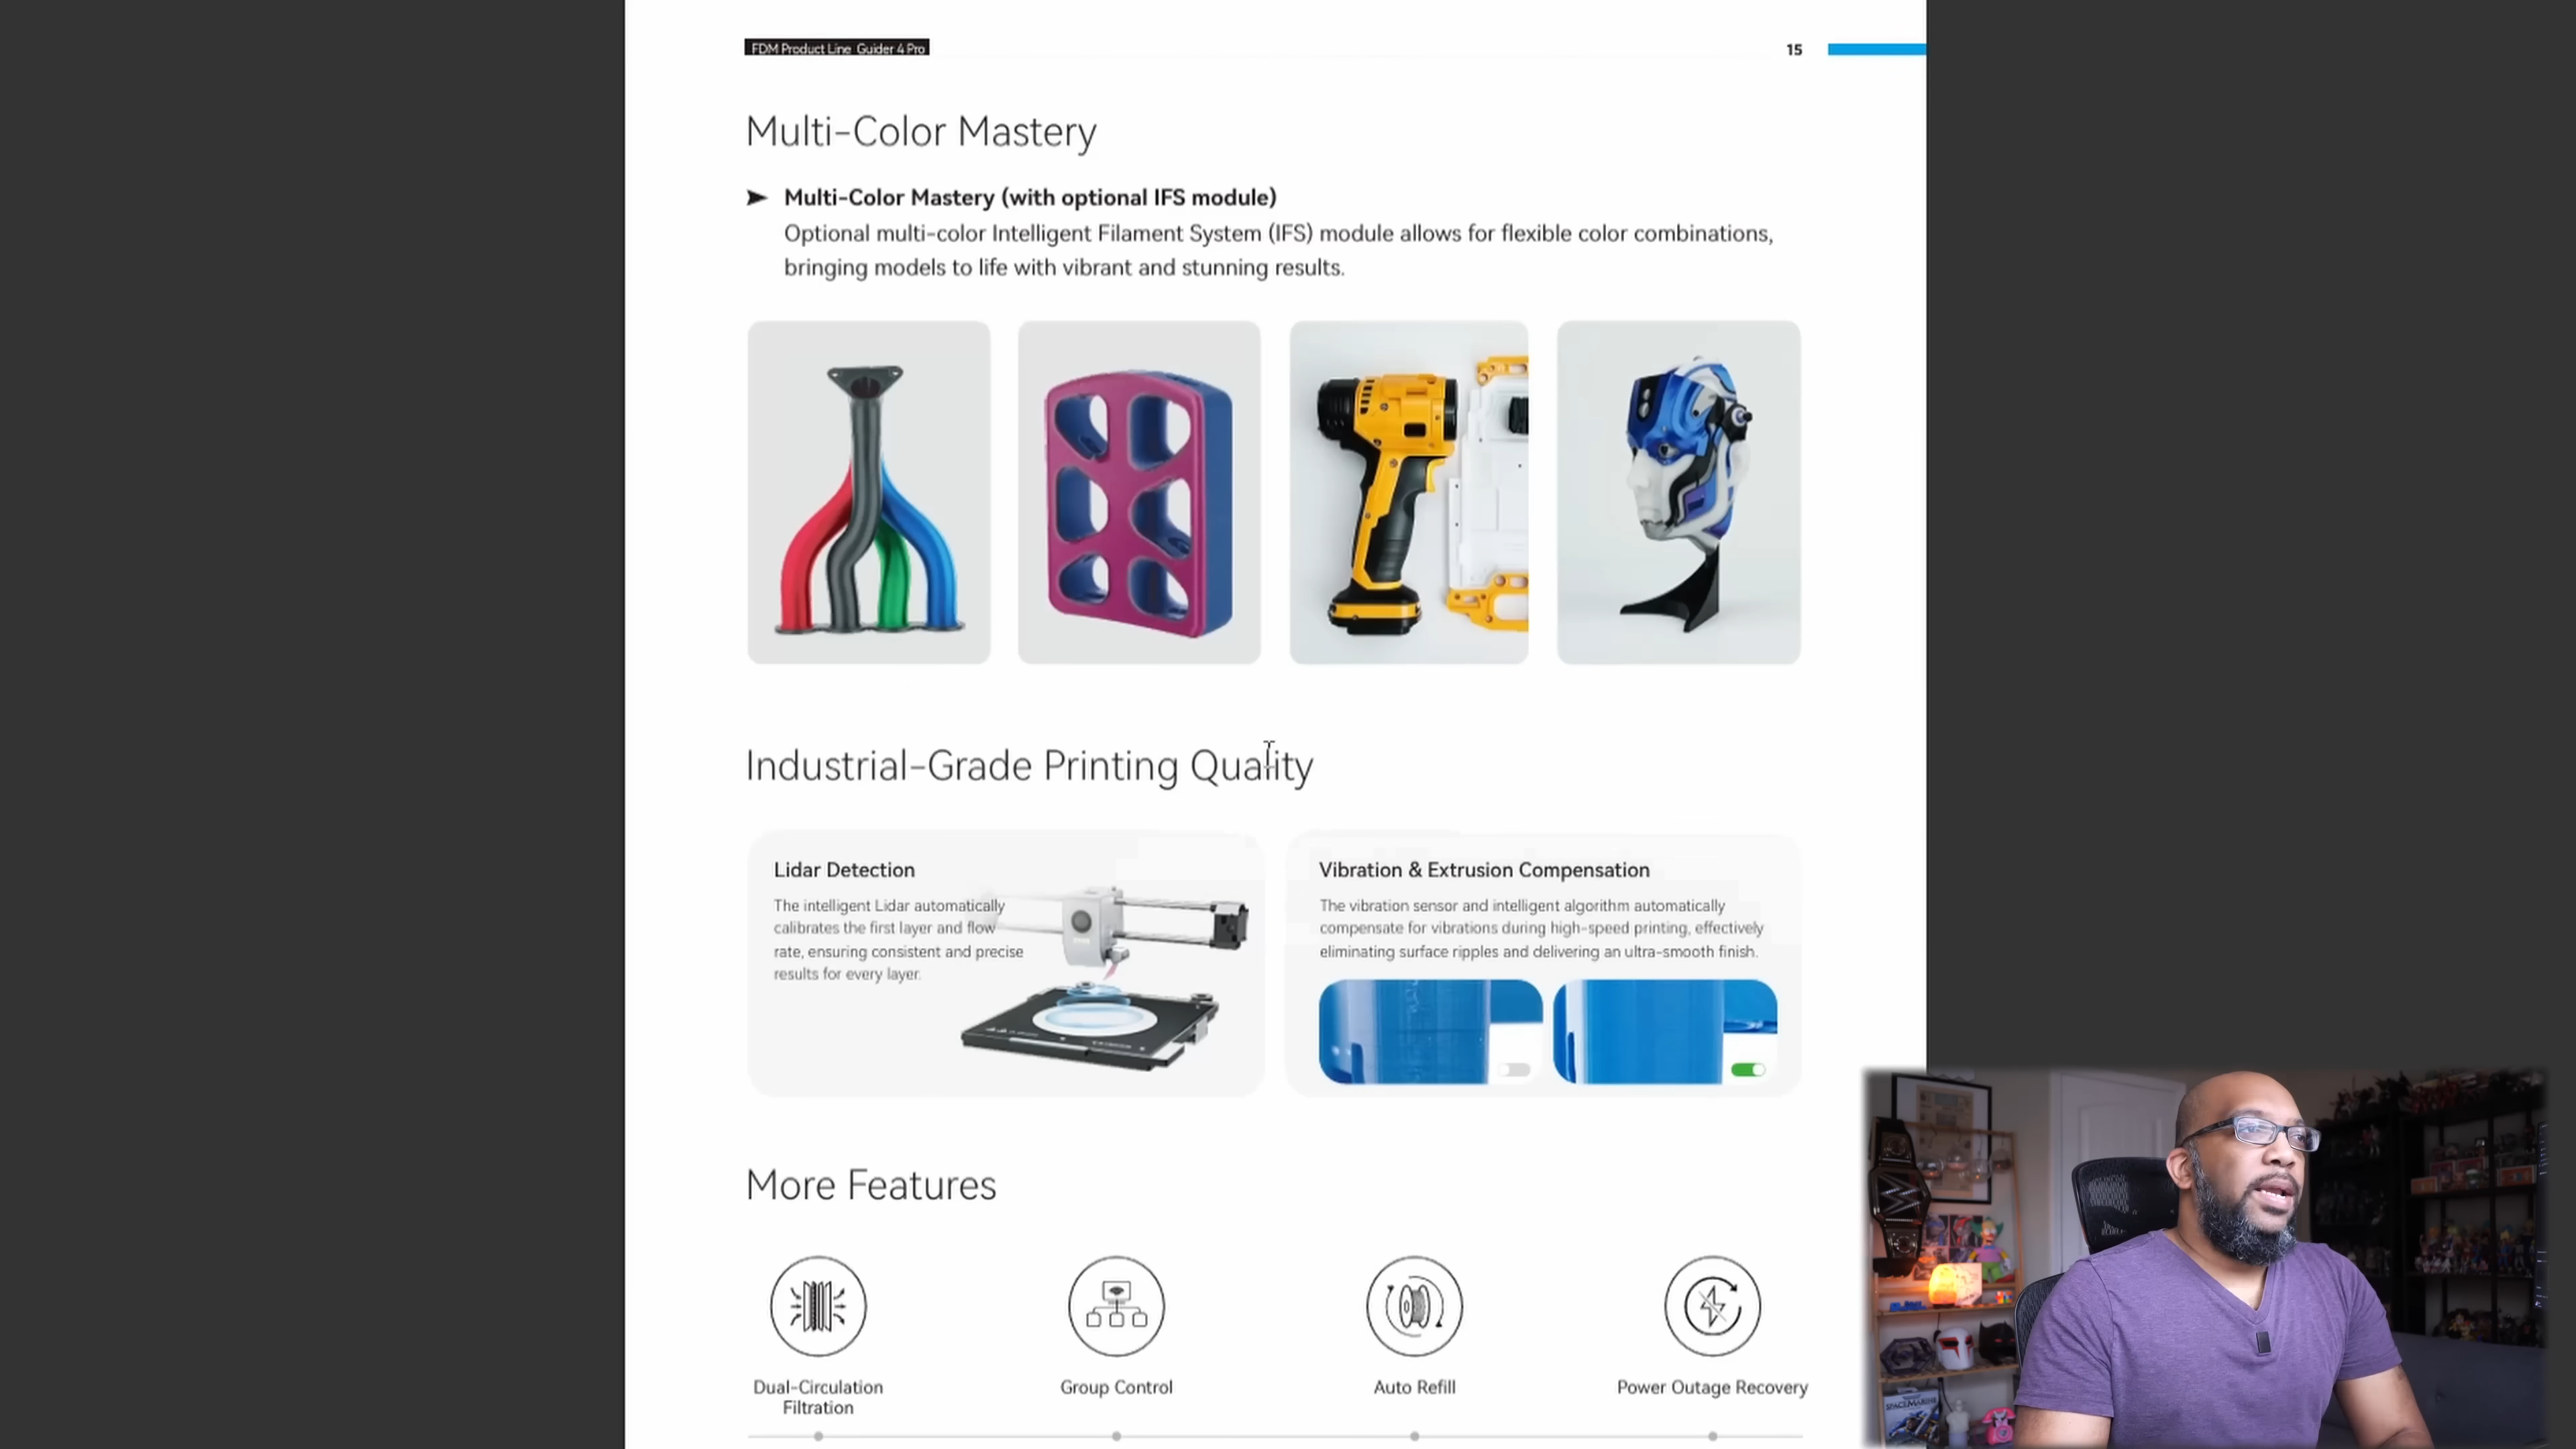 FDM Product Line Guider 4 Pro
15
Multi-Color Mastery
Multi-Color Mastery (with optional IFS module)
Optional multi-color Intelligent Filament System (IFS) module allows for flexible color combinations,
bringing models to life with vibrant and stunning results.
Industrial-Grade Printing Quality
Lidar Detection
The intelligent Lidar automatically
calibrates the first layer and flow
rate, ensuring consistent and precise
results for every layer.
Vibration & Extrusion Compensation
The vibration sensor and intelligent algorithm automatically
compensate for vibrations during high-speed printing, effectively
eliminating surface ripples and delivering an ultra-smooth finish.
More Features
Dual-Circulation
Filtration
Group Control
Auto Refill
Power Outage Recovery